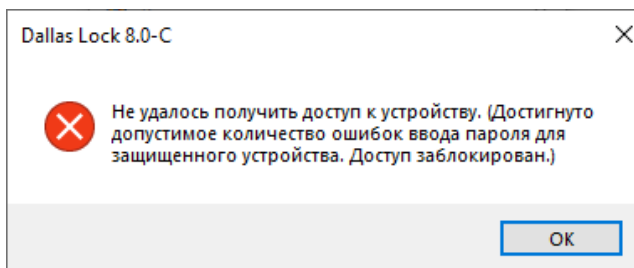 Dallas Lock 8.0-C
Не удалось получить доступ к устройству. (Достигнуто
допустимое количество ошибок ввода пароля для
защищенного устройства. Доступ заблокирован.)
ОК